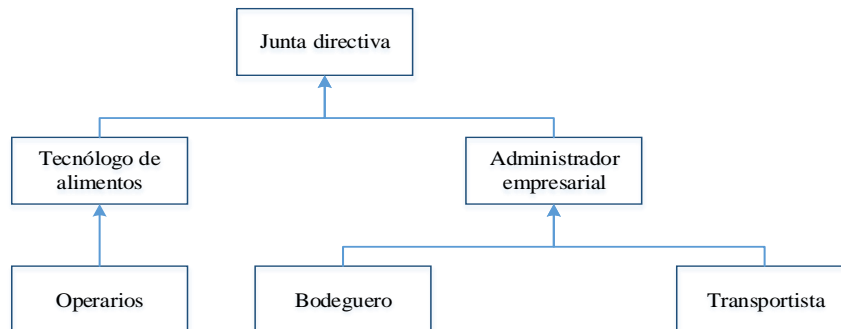 Junta directiva
Tecnólogo de
alimentos
Administrador
empresarial
Operarios
Bodeguero
Transportista